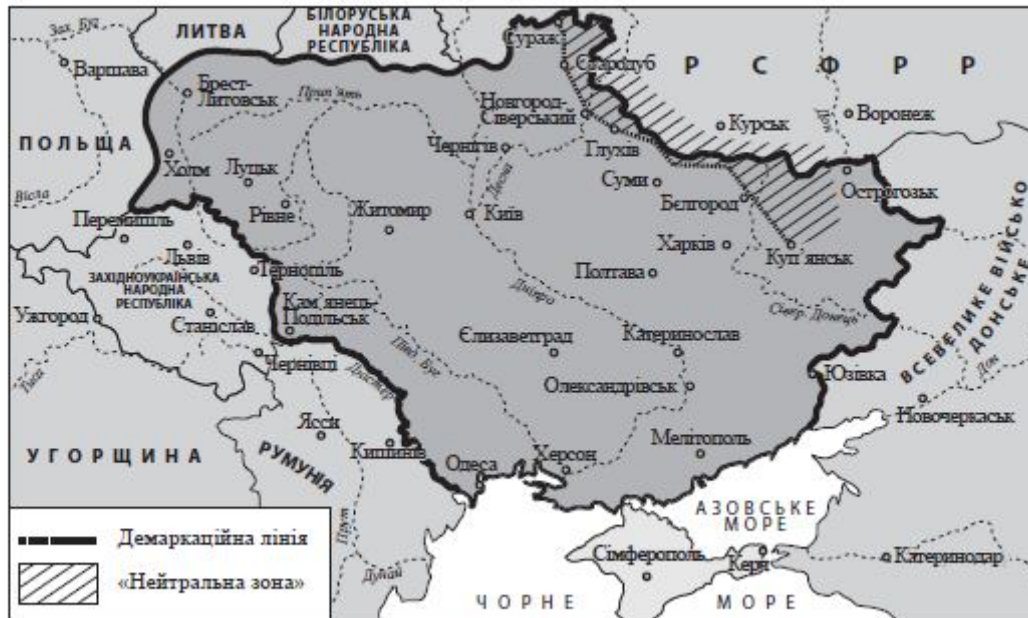 ЛИТВА
БІЛОРУСЬКА
НАРОДНА
РЕСПУБЛІКА
Зах. Буг
Варшава
Сураж
Стародуб
РСФРР
Брест-
Литовськ
Прип'ять
Новгород-
Сіверський
Курськ
Дон
Воронеж
ПОЛЬЩА
Чернігів
Десна
Глухів
Холм
Луцьк
Суми
Острогозьк
Вісла
Рівне
Житомир
Київ
Бєлгород
Перемишль
Львів
Харків
Куп'янськ
ЗАХІДНОУКРАЇНСЬКА
НАРОДНА
РЕСПУБЛІКА
Тернопіль
Полтава
Ужгород
Кам'янець-
Подільськ
Дніпро
Сівер. Донець
Станіслав
Єлизаветград
Катеринослав
ВСЕВЕЛИКЕ ВІЙСЬКО
ДОНСЬКЕ
Чернівці
Півд. Буг
Тиса
Дністер
Олександрівськ
Юзівка
Дон
Новочеркаськ
Ясси
УГОРЩИНА
РУМУНІЯ
Кишинів
Мелітополь
Одеса
Херсон
АЗОВСЬКЕ
МОРЕ
Прут
Демаркаційна лінія
Сімферополь
Керч
Катеринодар
«Нейтральна зона»
Дунай
ЧОРНЕ МОРЕ